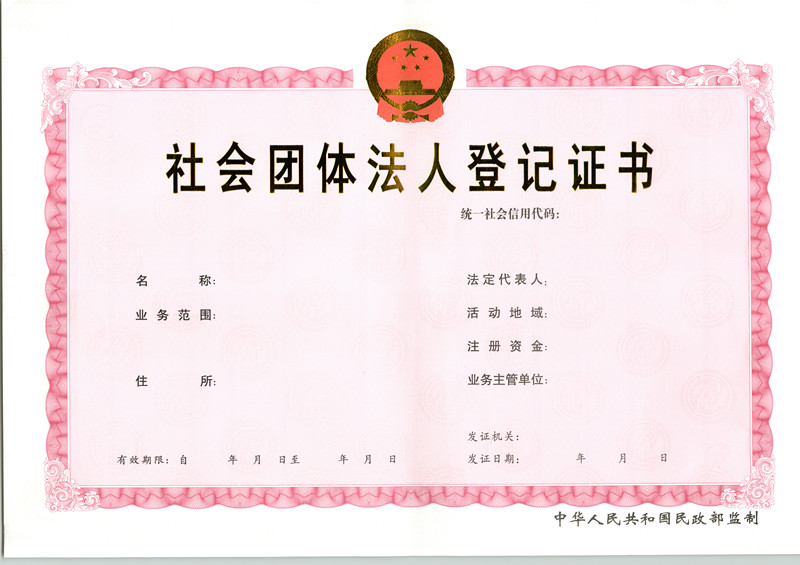 社会团体法人登记证书
统一社会信用代码：
名称：
业务范围：
住所：
法定代表人：
活动地域：
注册资金：
业务主管单位：
发证机关：
有效期限：自 年 月 日至 年 月 日
发证日期： 年 月 日
中华人民共和国民政部监制